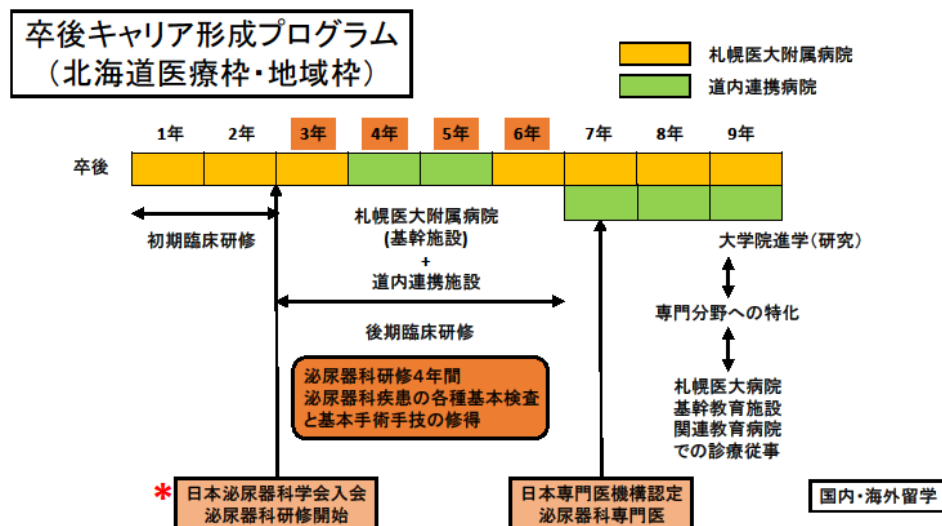 卒後キャリア形成プログラム
（北海道医療枠・地域枠）
札幌医大附属病院
道内連携病院
1年 2年 3年 4年 5年 6年 7年 8年 9年
卒後
初期臨床研修
札幌医大附属病院
(基幹施設)
+
道内連携施設
後期臨床研修
大学院進学(研究)
専門分野への特化
札幌医大病院
基幹教育施設
関連教育病院
での診療従事
泌尿器科研修4年間
泌尿器科疾患の各種基本検査
と基本手術手技の修得
*日本泌尿器科学会入会
泌尿器科研修開始
日本専門医機構認定
泌尿器科専門医
国内・海外留学